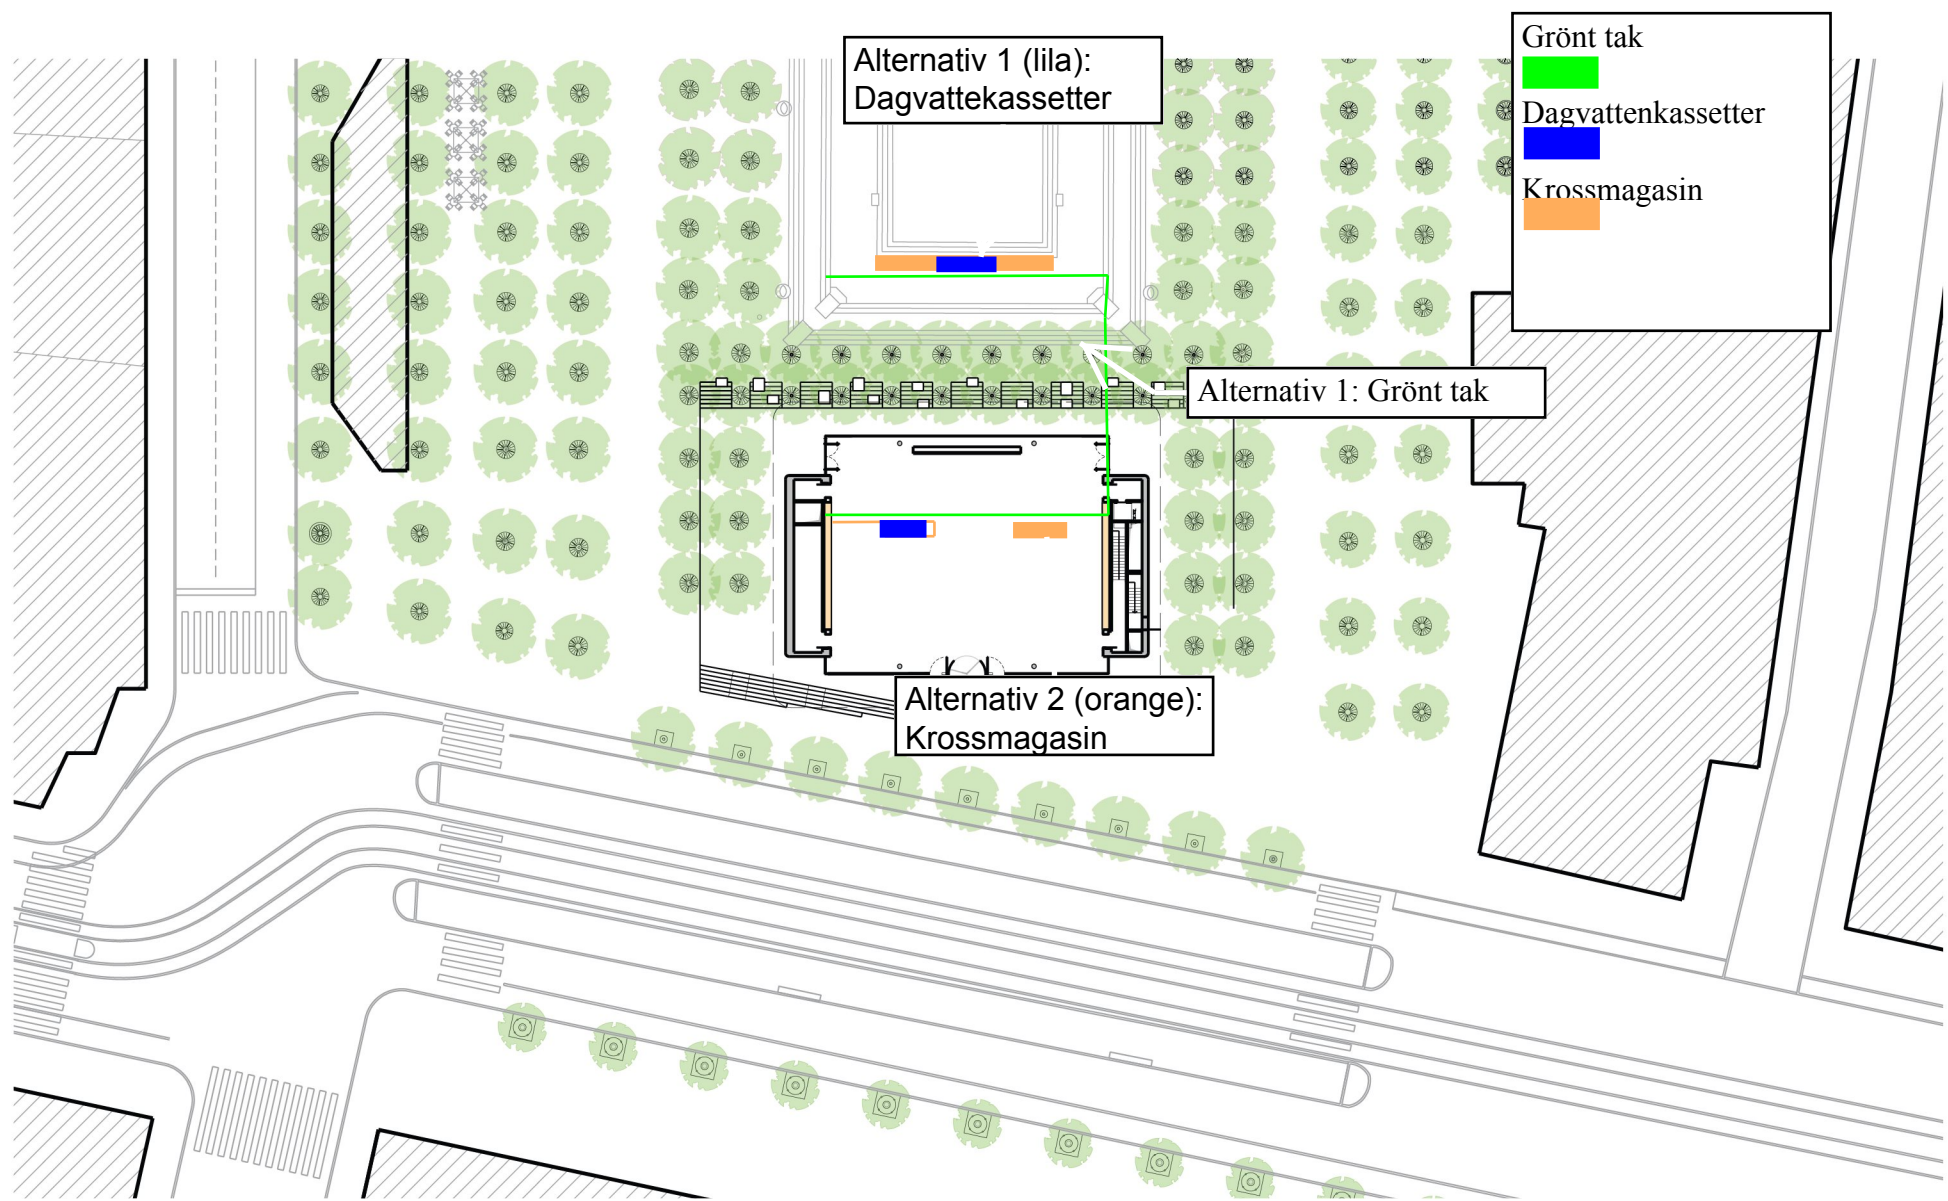 Alternativ 1 (lila):
Dagvattekassetter
Grönt tak
Dagvattenkassetter
Krossmagasin
Alternativ 1: Grönt tak
Alternativ 2 (orange):
Krossmagasin